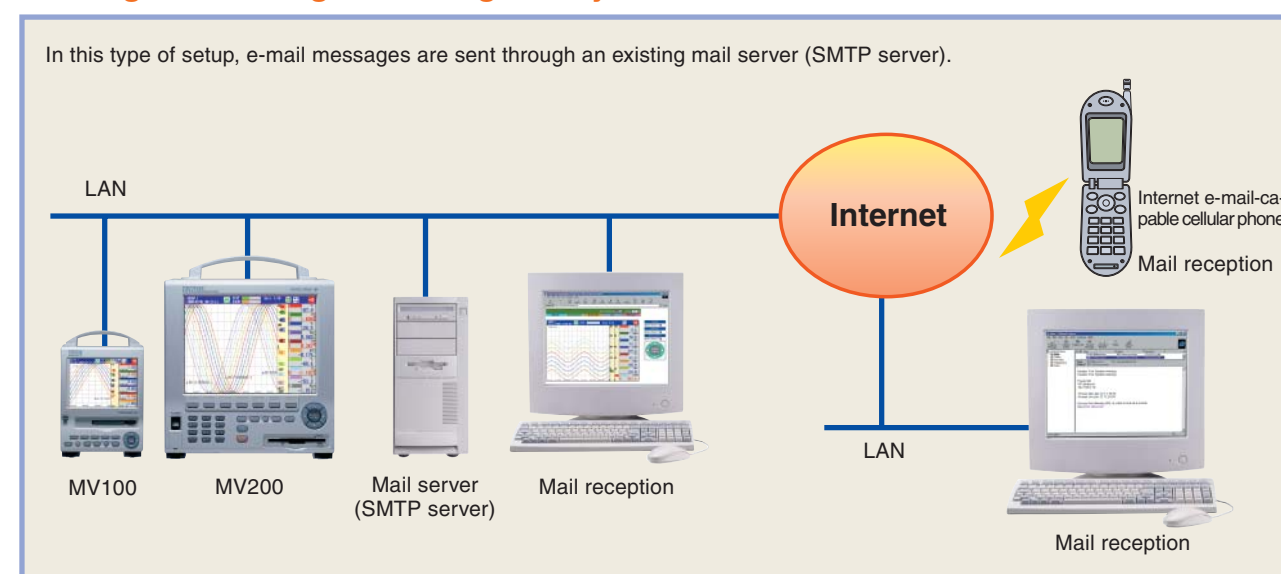 In this type of setup, e-mail messages are sent through an existing mail server (SMTP server).
LAN
Internet
Internet e-mail-ca-
pable cellular phone
Mail reception
MV100
MV200
Mail server
(SMTP server)
Mail reception
LAN
Mail reception